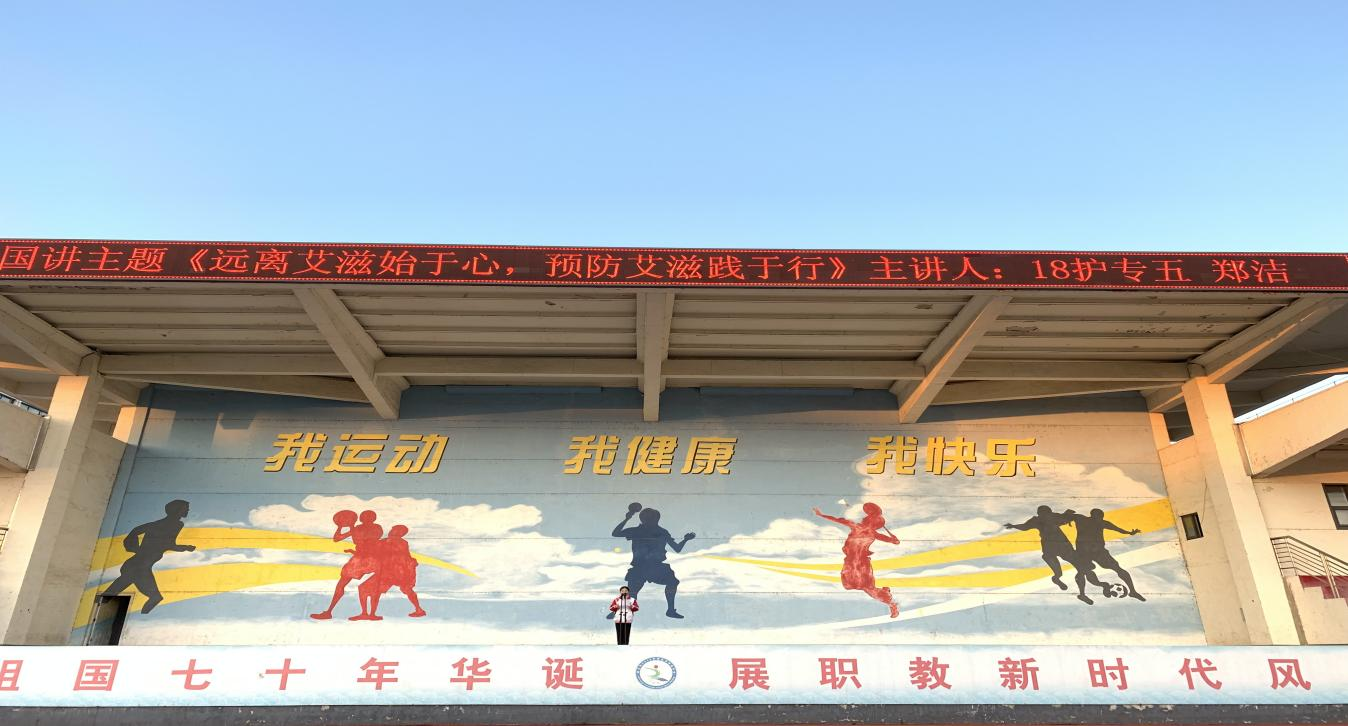 国讲主题《远离艾滋始于心，预防艾滋践于行》主讲人：18护专五 郑洁
我运动 我健康 我快乐
祖国七十年华诞 展职教新时代风